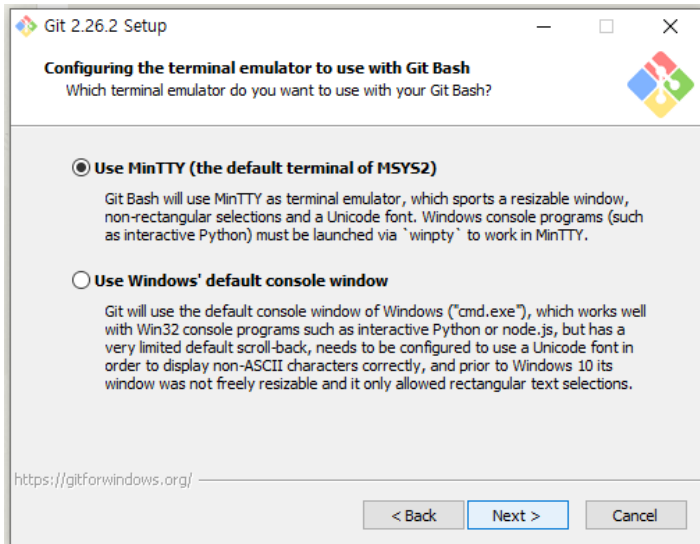 Git 2.26.2 Setup
Configuring the terminal emulator to use with Git Bash
Which terminal emulator do you want to use with your Git Bash?
Use MinTTY (the default terminal of MSYS2)
Git Bash will use MinTTY as terminal emulator, which sports a resizable window,
non-rectangular selections and a Unicode font. Windows console programs (such
as interactive Python) must be launched via `winpty` to work in MinTTY.
Use Windows' default console window
Git will use the default console window of Windows ("cmd.exe"), which works well
with Win32 console programs such as interactive Python or node.js, but has a
very limited default scroll-back, needs to be configured to use a Unicode font in
order to display non-ASCII characters correctly, and prior to Windows 10 its
window was not freely resizable and it only allowed rectangular text selections.
https://gitforwindows.org/
< Back
Next >
Cancel